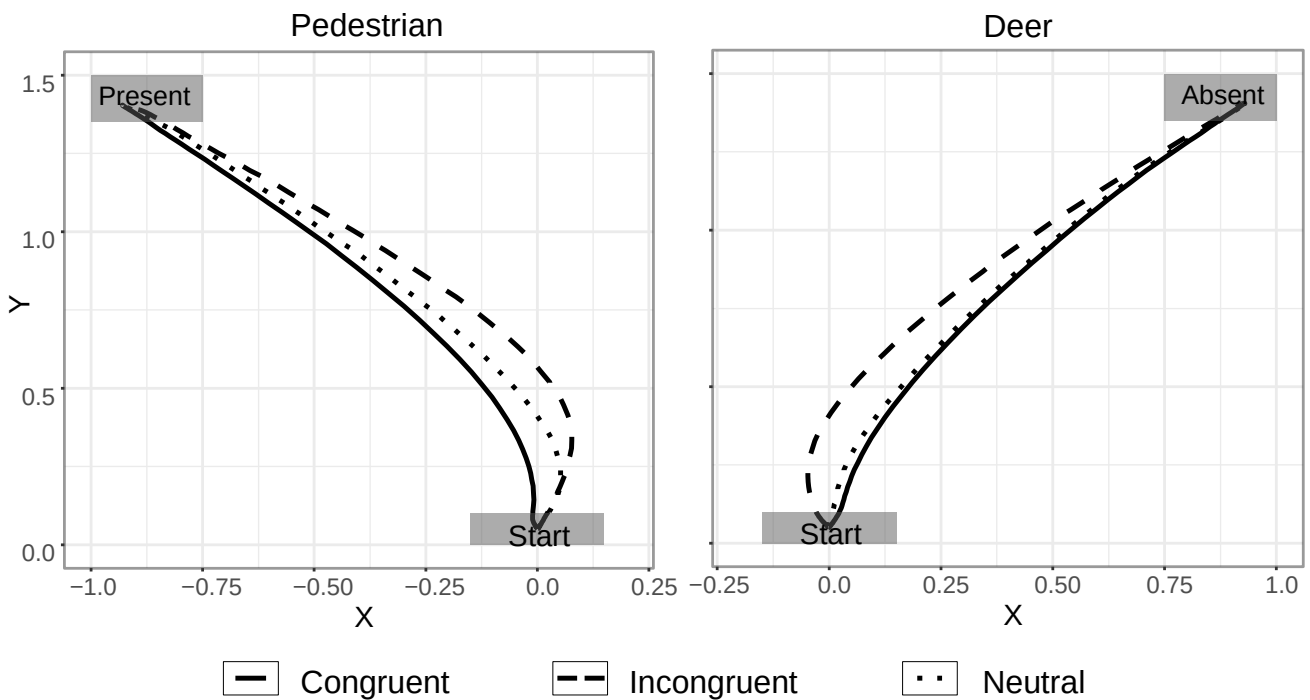 Pedestrian
Deer
1.5
1.0
0.5
0.0
Y
Present
Start
Absent
Start
−1.0 −0.75 −0.50 −0.25 0.0 0.25
−0.25 0.0 0.25 0.50 0.75 1.0
X
X
Congruent Incongruent Neutral